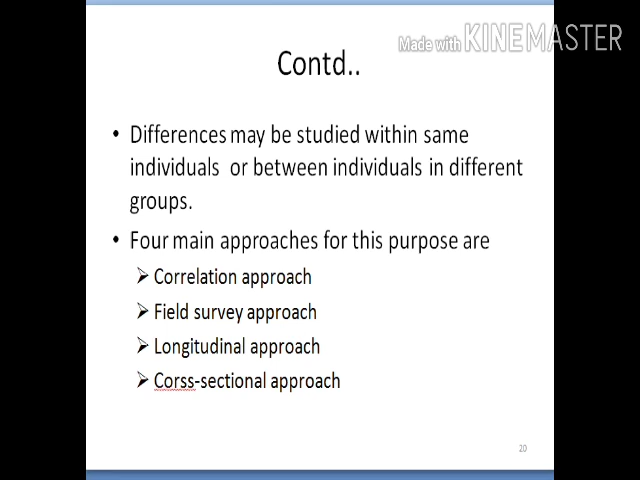 Made with KINEMASTER
Contd..
• Differences may be studied within same
individuals or between individuals in different
groups.
• Four main approaches for this purpose are
➢ Correlation approach
➢ Field survey approach
➢ Longitudinal approach
➢ Corss-sectional approach
20